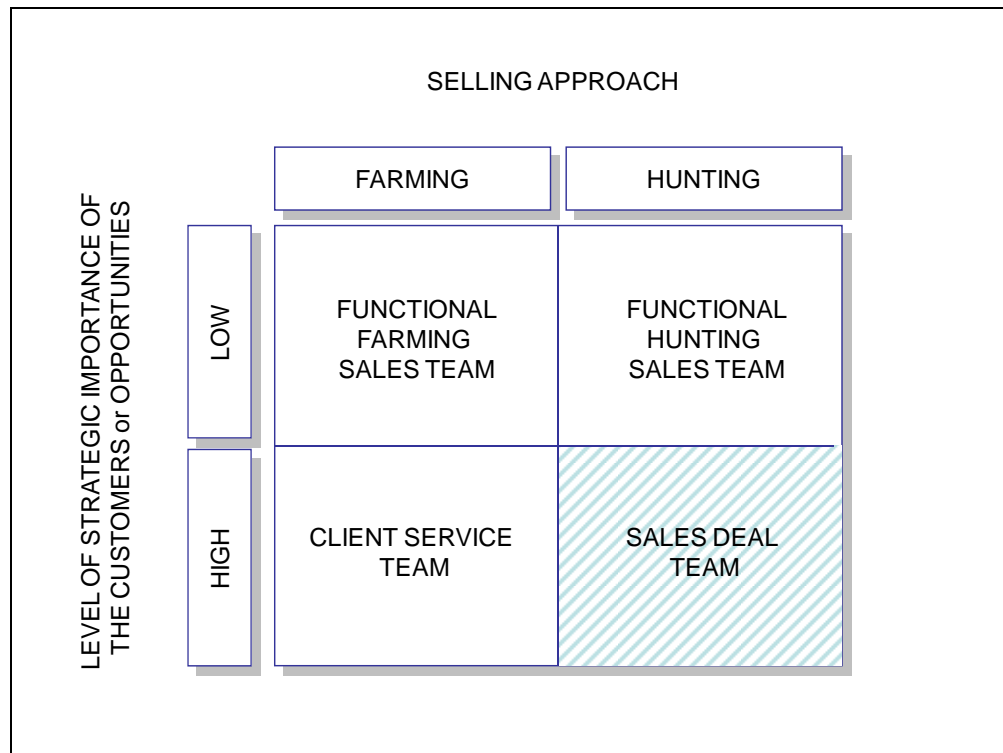 SELLING APPROACH
FARMING
HUNTING
LEVEL OF STRATEGIC IMPORTANCE OF
THE CUSTOMERS or OPPORTUNITIES
LOW
FUNCTIONAL
FARMING
SALES TEAM
FUNCTIONAL
HUNTING
SALES TEAM
HIGH
CLIENT SERVICE
TEAM
SALES DEAL
TEAM